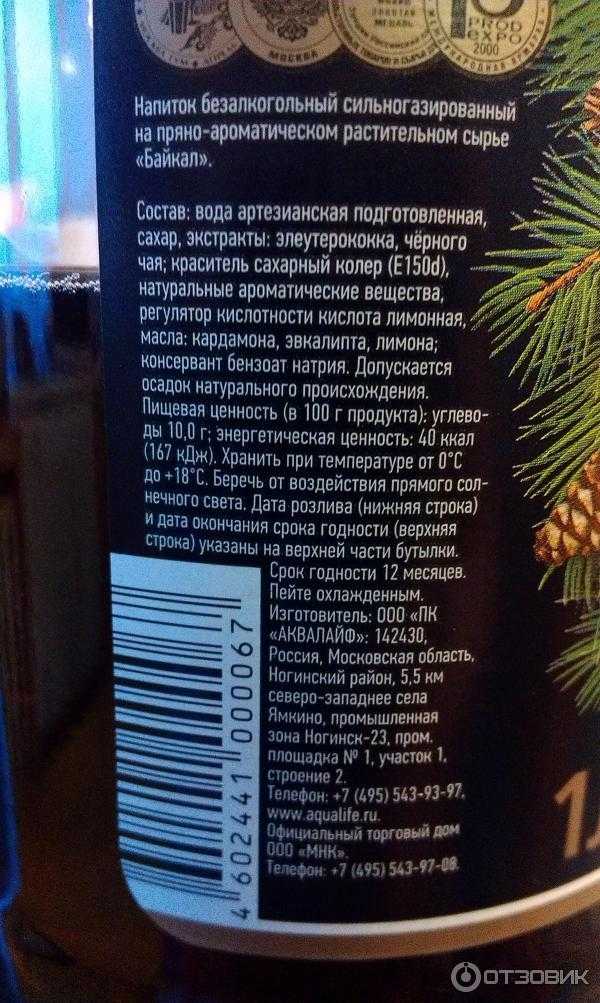 МОСКВА
МЕДАЛЬ
PROD
EXPO
2000
Напиток безалкогольный сильногазированный
на пряно-ароматическом растительном сырье
«Байкал».
Состав: вода артезианская подготовленная,
сахар, экстракты: элеутерококка, чёрного
чая; краситель сахарный колер (Е150d),
натуральные ароматические вещества,
регулятор кислотности кислота лимонная,
масла: кардамона, эвкалипта, лимона;
консервант бензоат натрия. Допускается
осадок натурального происхождения.
Пищевая ценность (в 100 г продукта): углево-
ды 10,0 г; энергетическая ценность: 40 ккал
(167 кДж). Хранить при температуре от 0°С
до +18°С. Беречь от воздействия прямого сол-
нечного света. Дата розлива (нижняя строка)
и дата окончания срока годности (верхняя
строка) указаны на верхней части бутылки.
Срок годности 12 месяцев.
Пейте охлажденным.
Изготовитель: ООО «ПК
«АКВАЛАЙФ»: 142430,
Россия, Московская область,
Ногинский район, 5,5 км
северо-западнее села
Ямкино, промышленная
зона Ногинск-23, пром.
площадка № 1, участок 1,
строение 2.
Телефон: +7 (495) 543-93-97,
www.aqualife.ru.
Официальный торговый дом
ООО «МНК».
Телефон: +7 (495) 543-97-08.
4 602441 000067
ОТЗОВИК